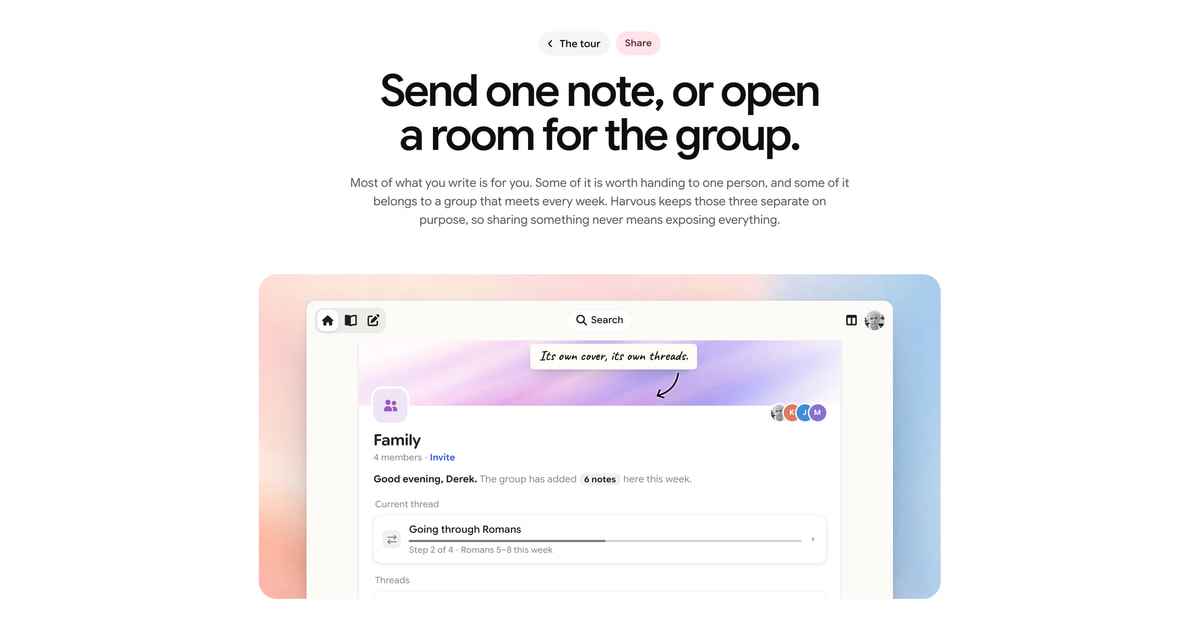 The tour
Share
Send one note, or open
a room for the group.
Most of what you write is for you. Some of it is worth handing to one person, and some of it
belongs to a group that meets every week. Harvous keeps those three separate on
purpose, so sharing something never means exposing everything.
Search
Its own cover, its own threads.
K J M
Family
4 members · Invite
Good evening, Derek. The group has added 6 notes here this week.
Current thread
Going through Romans
Step 2 of 4 · Romans 5–8 this week
Threads